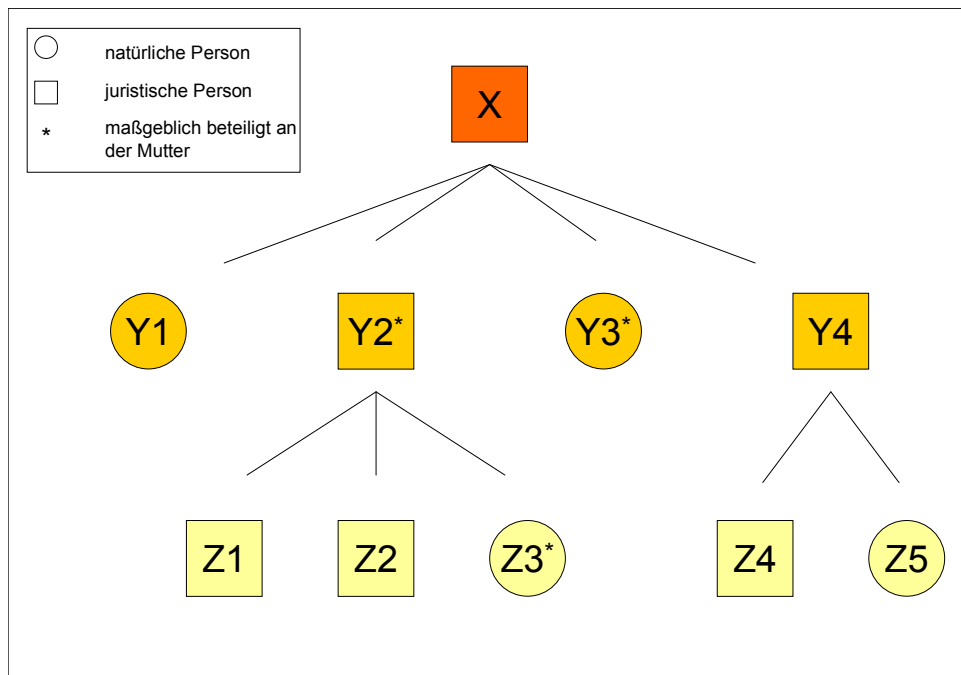 natürliche Person
juristische Person
* maßgeblich beteiligt an
der Mutter
X
Y1 Y2* Y3* Y4
Z1 Z2 Z3* Z4 Z5